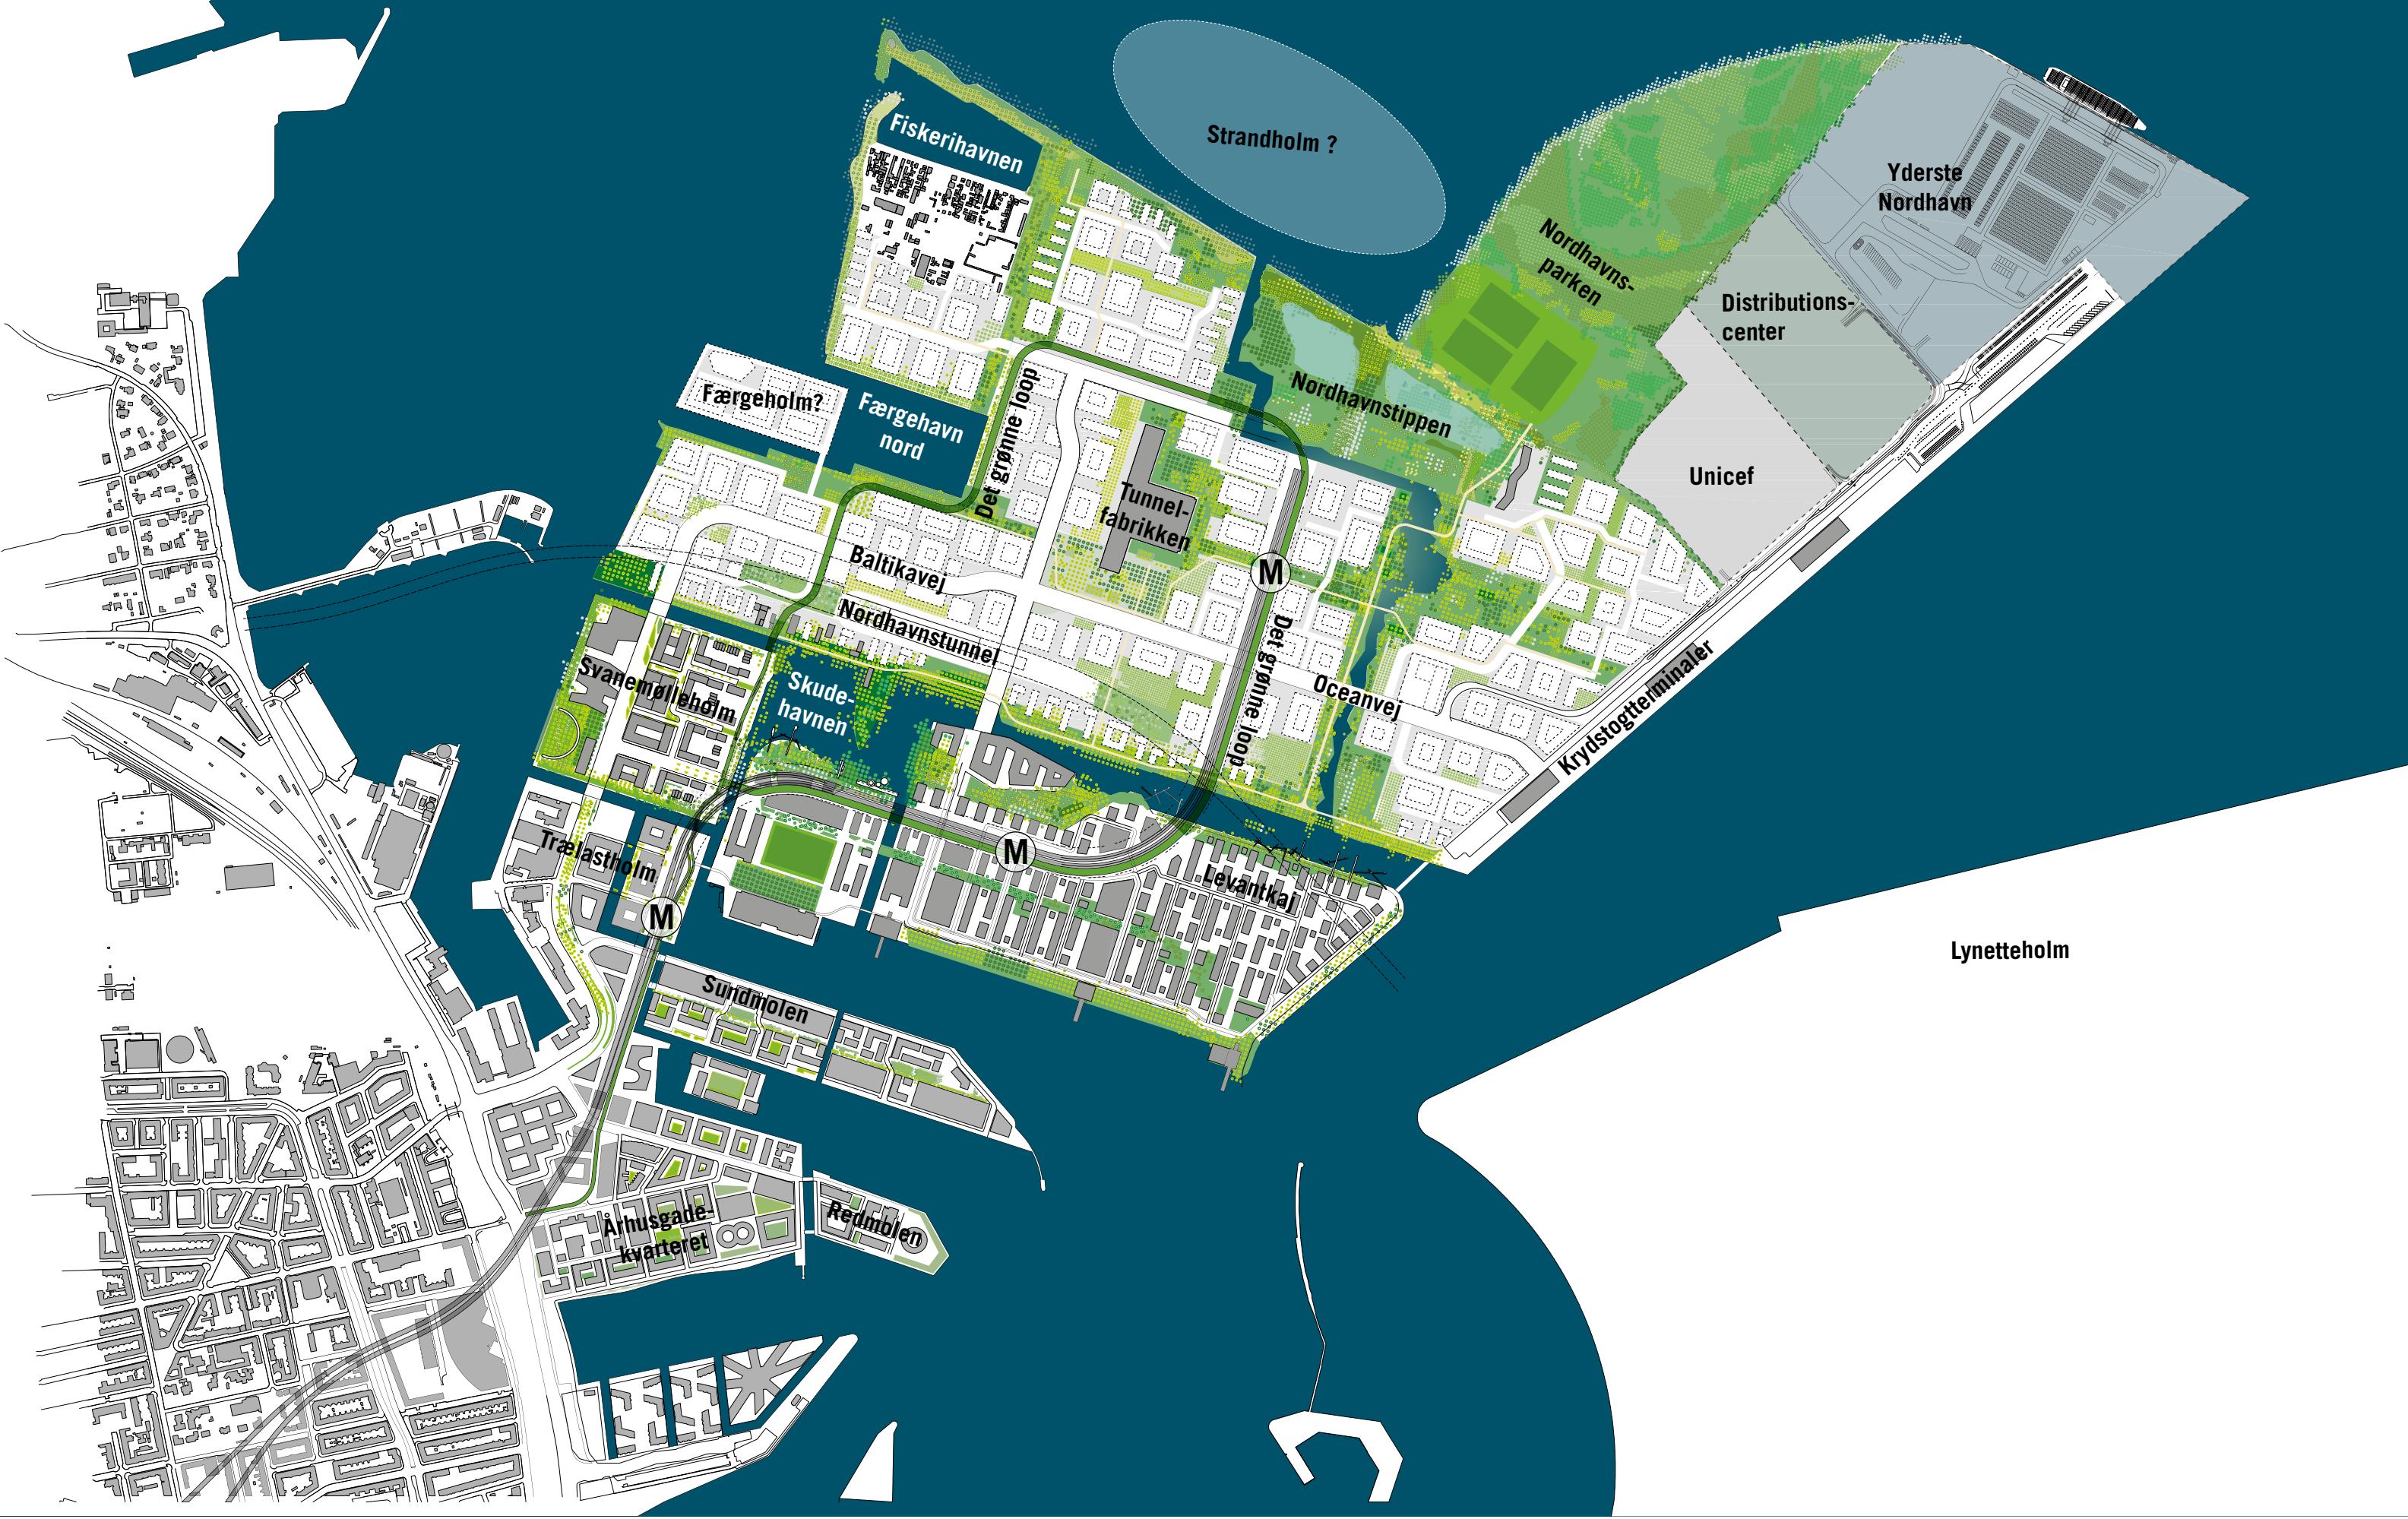 Fiskerihavnen
Strandholm ?
Yderste
Nordhavn
Nordhavns-
parken
Distributions-
center
Færgeholm?
Færgehavn
nord
Det grønne loop
Nordhavnstippen
Unicef
Tunnel-
fabrikken
Baltikavej
M
Nordhavnstunnel
Svanemølleholm
Skude-
havnen
Det grønne loop
Oceanvej
Krydstogtterminaler
Trælastholm
M
Levantkaj
M
Lynetteholm
Sundmolen
Århusgade-
kvarteret
Redmolen